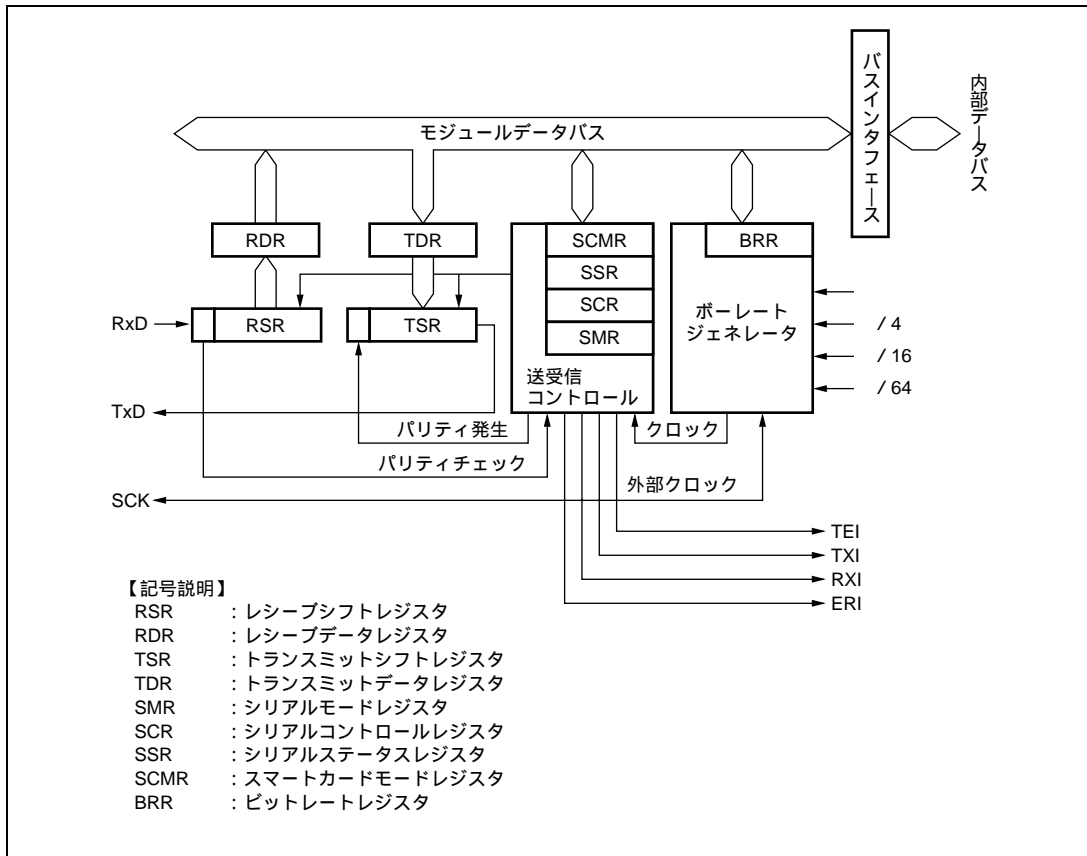 バスインタフェース
内部データバス
モジュールデータバス
RDR
TDR
SCMR
BRR
SSR
SCR
SMR
RxD
RSR
TSR
ボーレート
ジェネレータ
/ 4
/ 16
/ 64
送受信
コントロール
TxD
パリティ発生
クロック
パリティチェック
SCK
外部クロック
TEI
TXI
RXI
ERI
【記号説明】
RSR : レシーブシフトレジスタ
RDR : レシーブデータレジスタ
TSR : トランスミットシフトレジスタ
TDR : トランスミットデータレジスタ
SMR : シリアルモードレジスタ
SCR : シリアルコントロールレジスタ
SSR : シリアルステータスレジスタ
SCMR : スマートカードモードレジスタ
BRR : ビットレートレジスタ